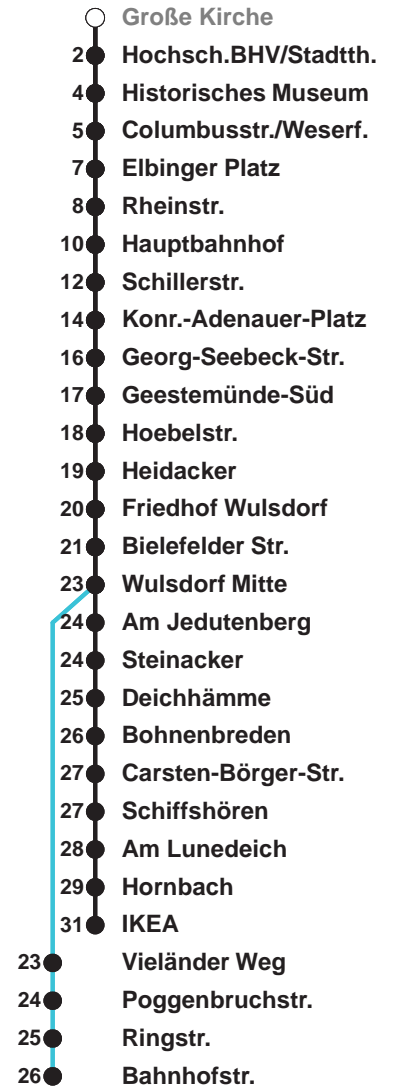 Große Kirche
2 Hochsch.BHV/Stadtth.
4 Historisches Museum
5 Columbusstr./Weserf.
7 Elbinger Platz
8 Rheinstr.
10 Hauptbahnhof
12 Schillerstr.
14 Konr.-Adenauer-Platz
16 Georg-Seebeck-Str.
17 Geestemünde-Süd
18 Hoebelstr.
19 Heidacker
20 Friedhof Wulsdorf
21 Bielefelder Str.
23 Wulsdorf Mitte
24 Am Jedutenberg
24 Steinacker
25 Deichhämme
26 Bohnenbreden
27 Carsten-Börger-Str.
27 Schiffshören
28 Am Lunedeich
29 Hornbach
31 IKEA
23 Vieländer Weg
24 Poggenbruchstr.
25 Ringstr.
26 Bahnhofstr.